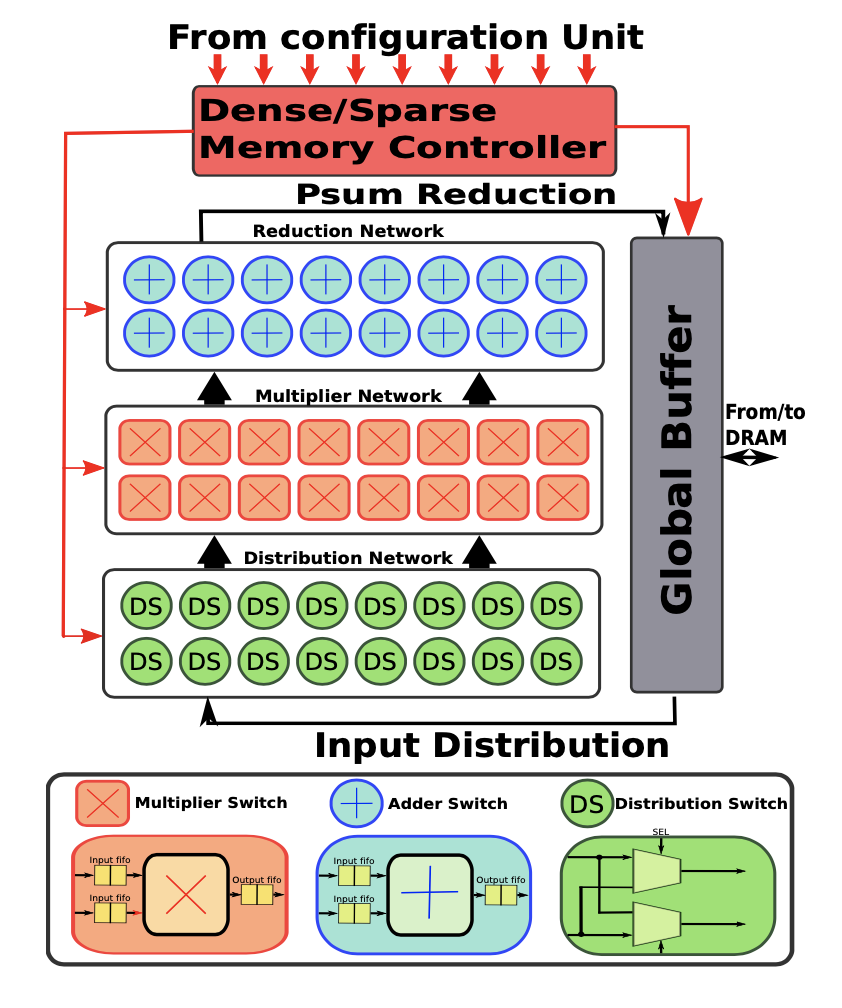 From configuration Unit
Dense/Sparse
Memory Controller
Psum Reduction
Reduction Network
Multiplier Network
Distribution Network
DS DS DS DS DS DS DS DS
DS DS DS DS DS DS DS DS
Global Buffer
From/to
DRAM
Input Distribution
Multiplier Switch
Adder Switch
DS Distribution Switch
Input fifo
Input fifo
Output fifo
Input fifo
Input fifo
Output fifo
SEL